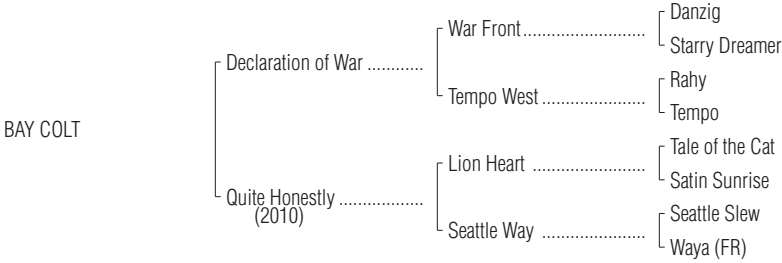 Danzig
War Front..........................
Starry Dreamer
Declaration of War ............
Rahy
Tempo West ......................
Tempo
BAY COLT
Tale of the Cat
Lion Heart ........................
Satin Sunrise
Quite Honestly ..................
(2010)
Seattle Slew
Seattle Way ......................
Waya (FR)